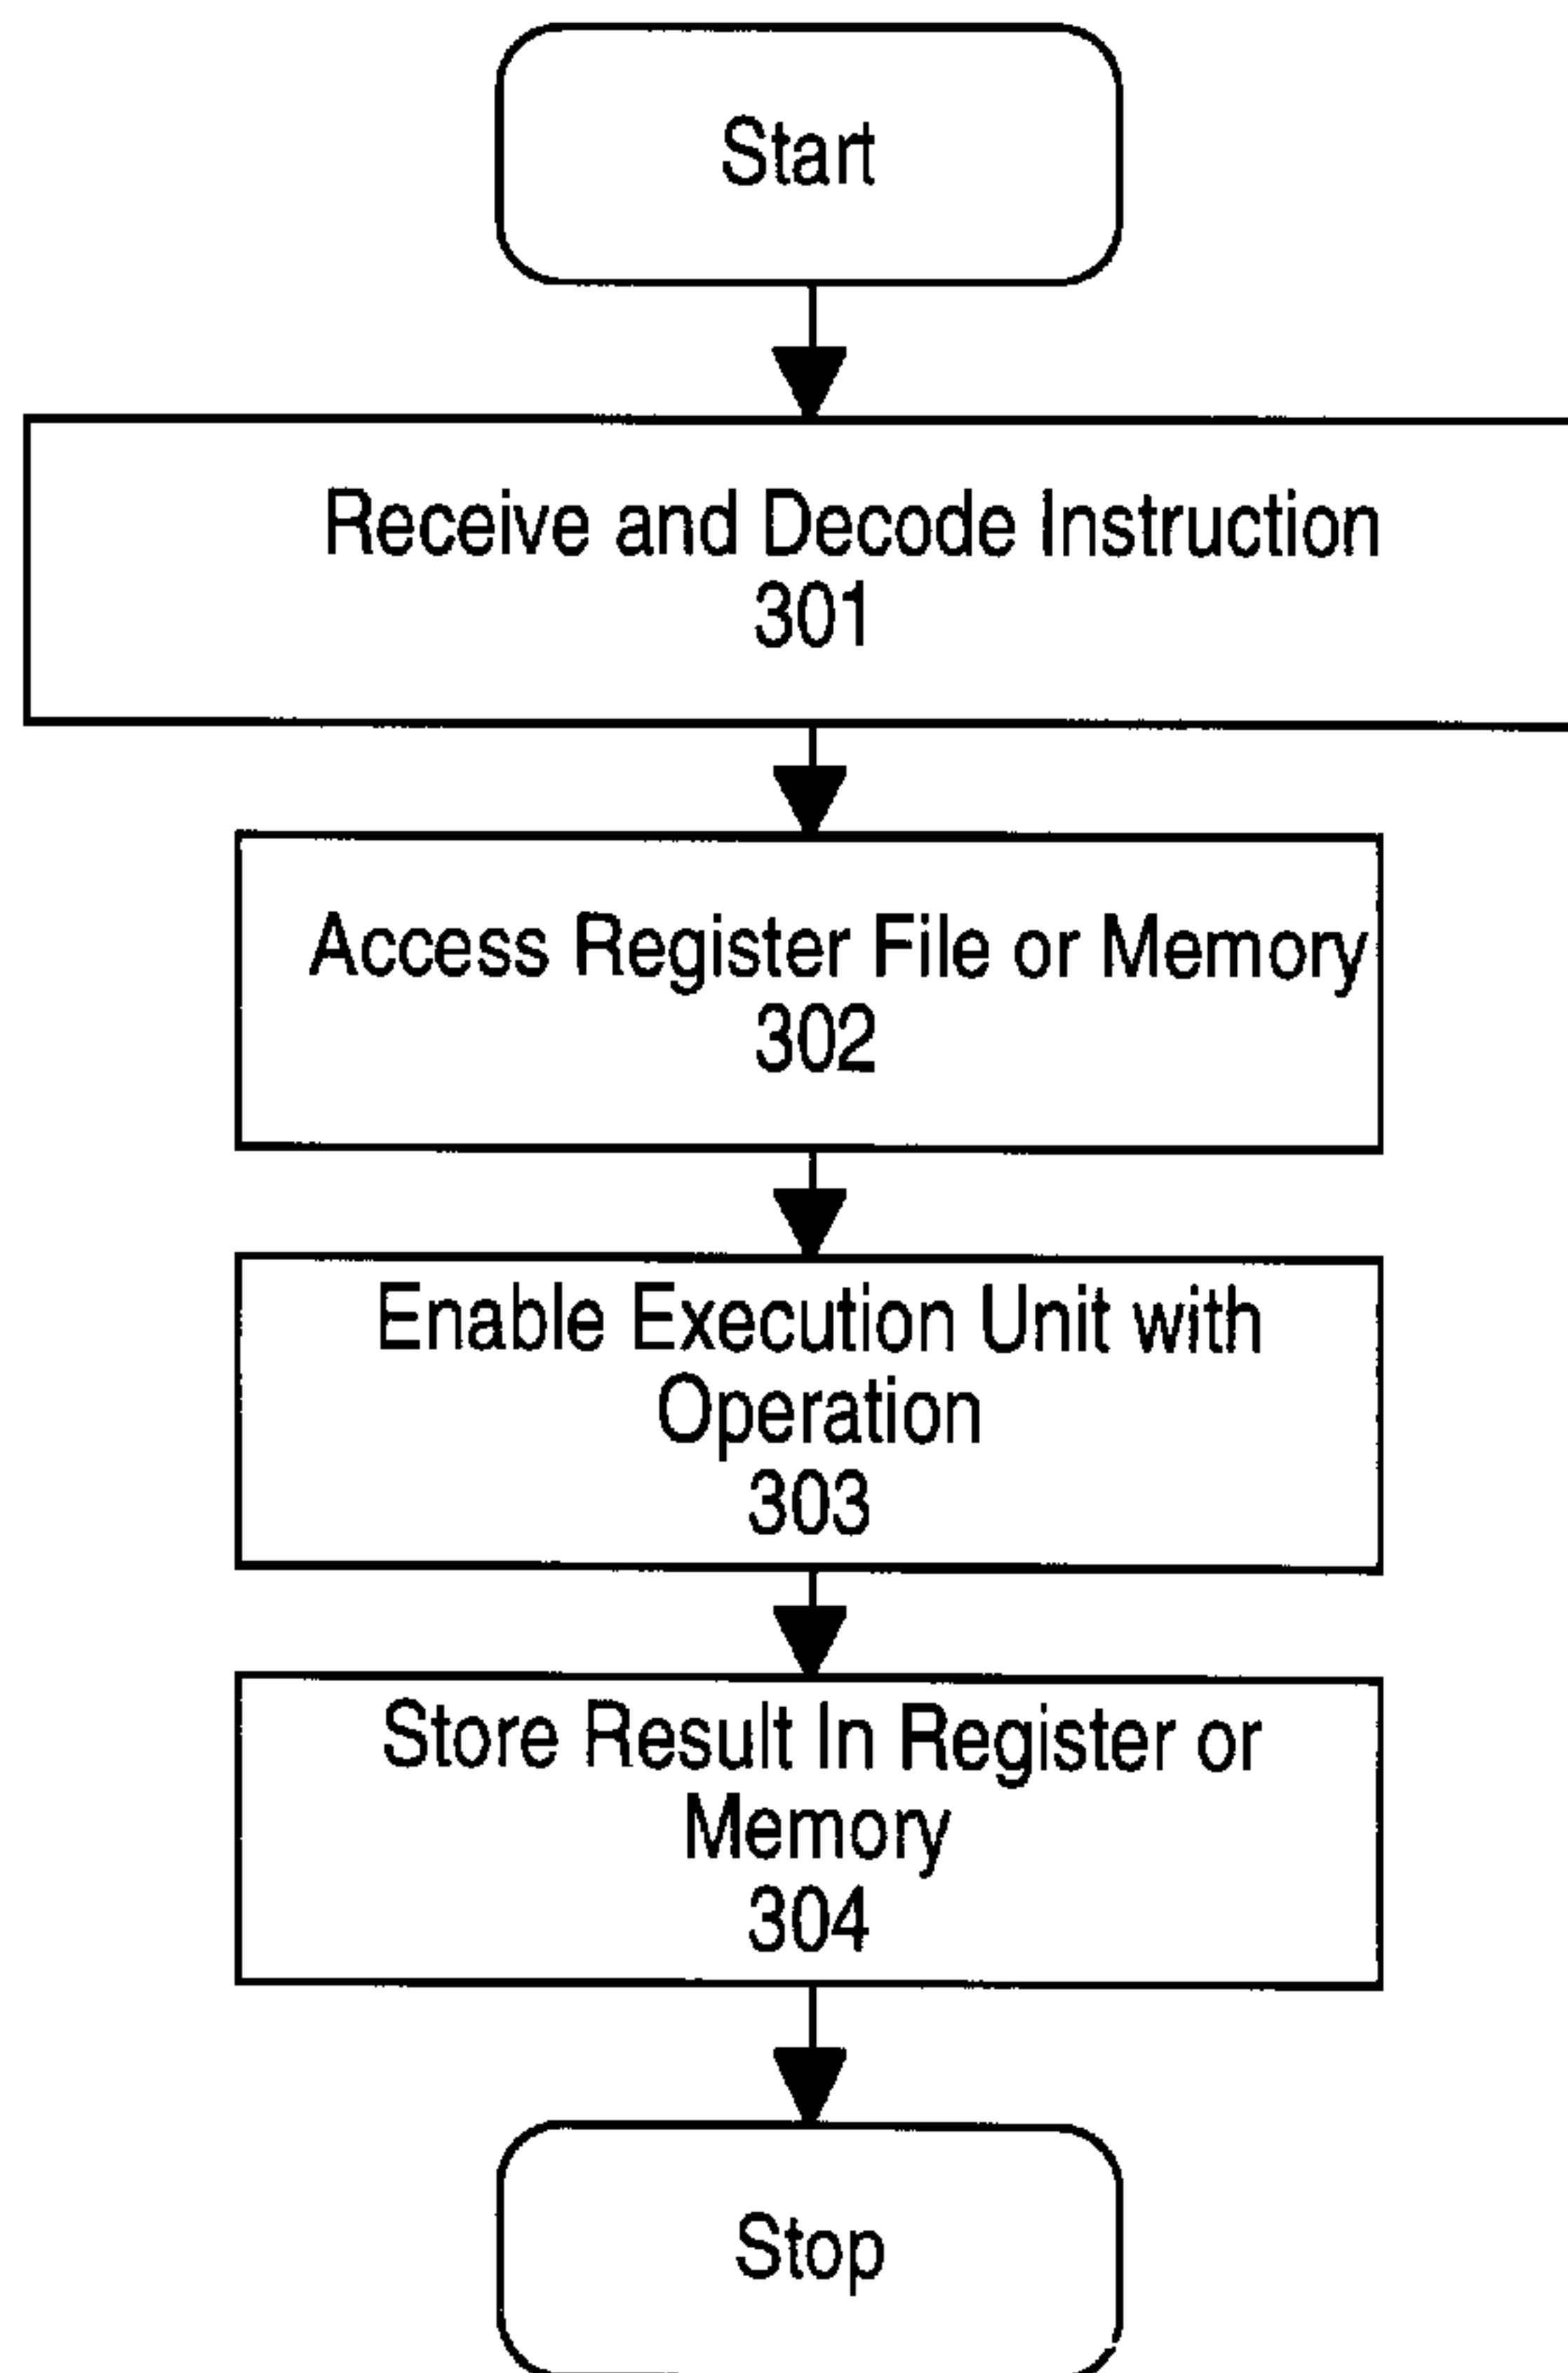 Start
Receive and Decode Instruction
301
Access Register File or Memory
302
Enable Execution Unit with
Operation
303
Store Result In Register or
Memory
304
Stop